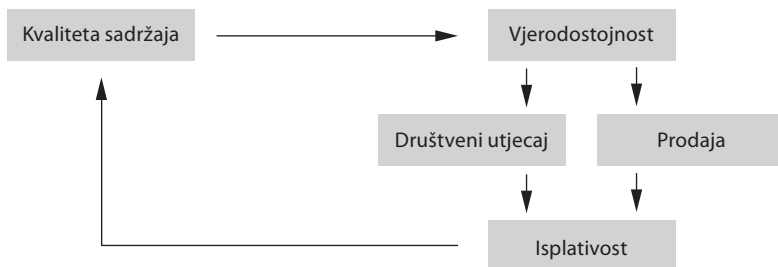 Kvaliteta sadržaja
Vjerodostojnost
Društveni utjecaj
Prodaja
Isplativost